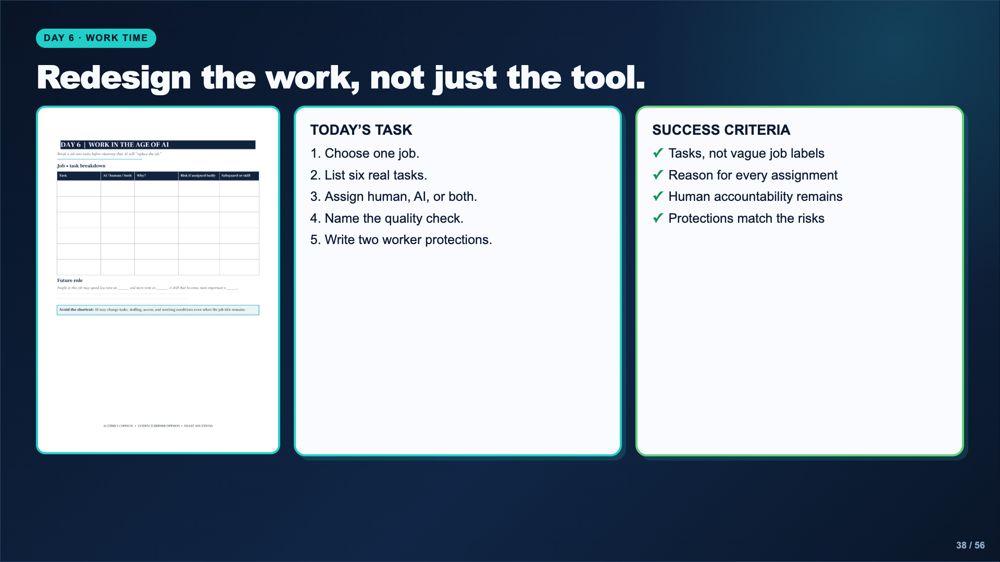 DAY 6 · WORK TIME
Redesign the work, not just the tool.
DAY 6 | WORK IN THE AGE OF AI
Break a job into tasks before claiming that AI will "replace the job."
Job + task breakdown
Task
AI / human / both
Why?
Risk if assigned badly
Safeguard or skill
Future role
People in this job may spend less time on ______ and more time on ______. A skill that becomes more important is ______.
Avoid the shortcut: AI may change tasks, staffing, access, and working conditions even when the job title remains.
AI ETHICS COUNCIL • EVIDENCE BEFORE OPINION • SMART SOLUTIONS
TODAY’S TASK
1. Choose one job.
2. List six real tasks.
3. Assign human, AI, or both.
4. Name the quality check.
5. Write two worker protections.
SUCCESS CRITERIA
✓ Tasks, not vague job labels
✓ Reason for every assignment
✓ Human accountability remains
✓ Protections match the risks
38 / 56